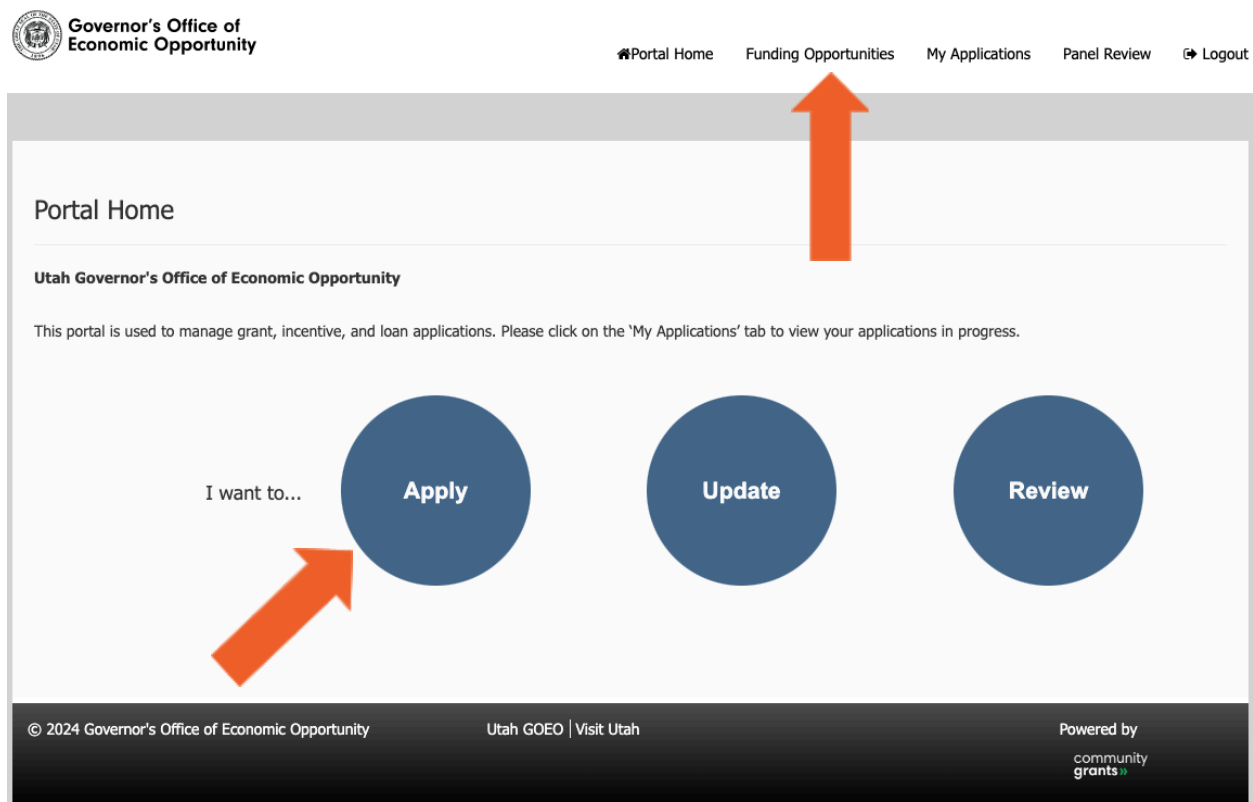 Governor's Office of
Economic Opportunity
Portal Home
Funding Opportunities
My Applications
Panel Review
Logout
Portal Home
Utah Governor's Office of Economic Opportunity
This portal is used to manage grant, incentive, and loan applications. Please click on the ‘My Applications’ tab to view your applications in progress.
I want to...
Apply
Update
Review
© 2024 Governor's Office of Economic Opportunity
Utah GOEO | Visit Utah
Powered by
community
grants»